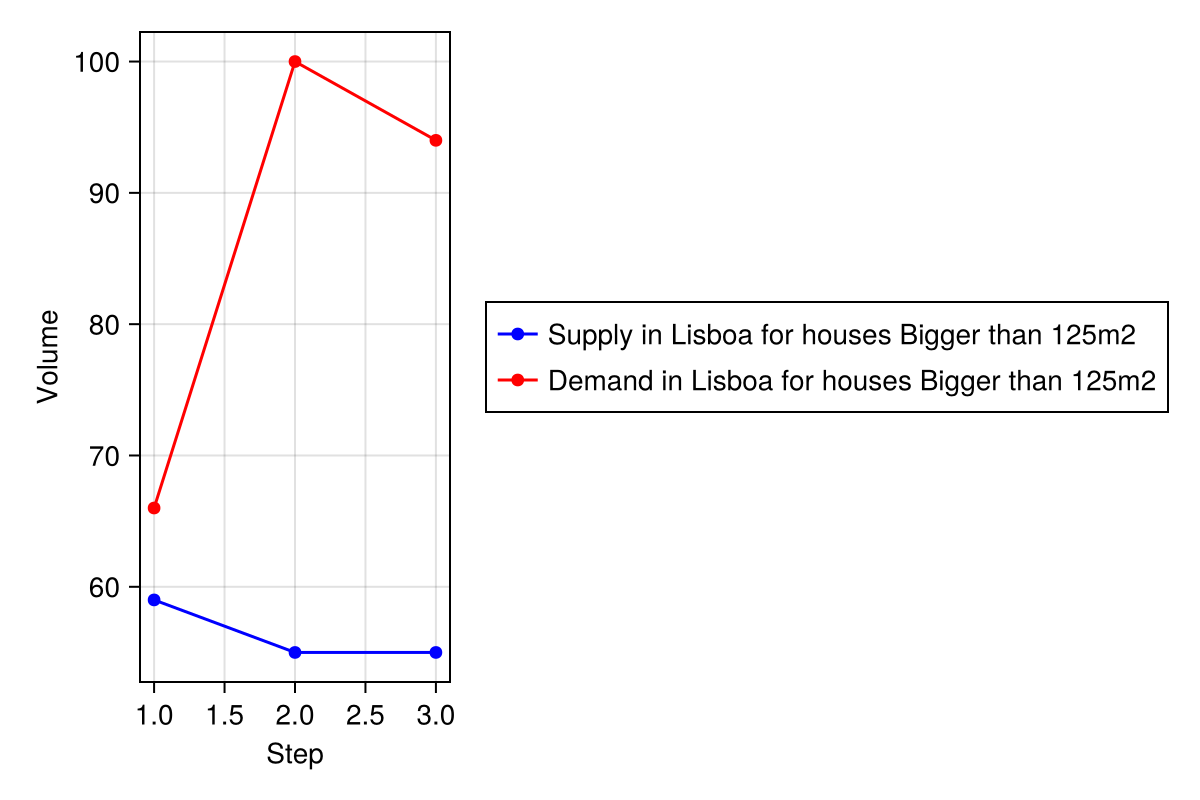 100
90
80
70
60
Volume
1.0 1.5 2.0 2.5 3.0
Step
Supply in Lisboa for houses Bigger than 125m2
Demand in Lisboa for houses Bigger than 125m2